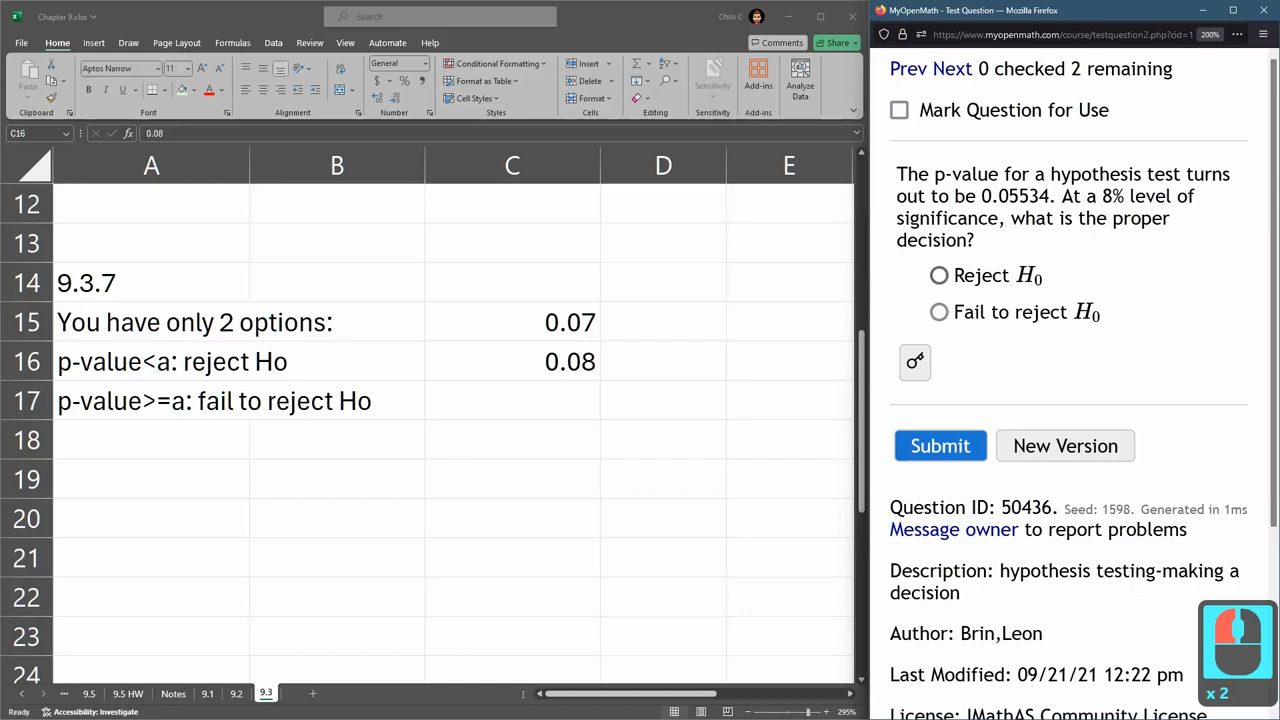 Chapter 9.xlsx
Search
Chris C
File Home Insert Draw Page Layout Formulas Data Review View Automate Help
Comments Share
Paste
Aptos Narrow 11
General
Conditional Formatting
Format as Table
Cell Styles
Insert
Delete
Format
Sensitivity
Add-ins
Analyze Data
Clipboard Font Alignment Number Styles Cells Editing Sensitivity Add-ins
C16 fx 0.08
A B C D E
12
13
14 9.3.7
15 You have only 2 options: 0.07
16 p-value<a: reject Ho 0.08
17 p-value>=a: fail to reject Ho
18
19
20
21
22
23
24
9.5 9.5 HW Notes 9.1 9.2 9.3
Ready Accessibility: Investigate 295%
MyOpenMath - Test Question — Mozilla Firefox
https://www.myopenmath.com/course/testquestion2.php?cid=1 200%
Prev Next 0 checked 2 remaining
Mark Question for Use
The p-value for a hypothesis test turns
out to be 0.05534. At a 8% level of
significance, what is the proper
decision?
Reject H0
Fail to reject H0
Submit New Version
Question ID: 50436. Seed: 1598. Generated in 1ms
Message owner to report problems
Description: hypothesis testing-making a
decision
Author: Brin,Leon
Last Modified: 09/21/21 12:22 pm
License: IMathAS Community License
x 2